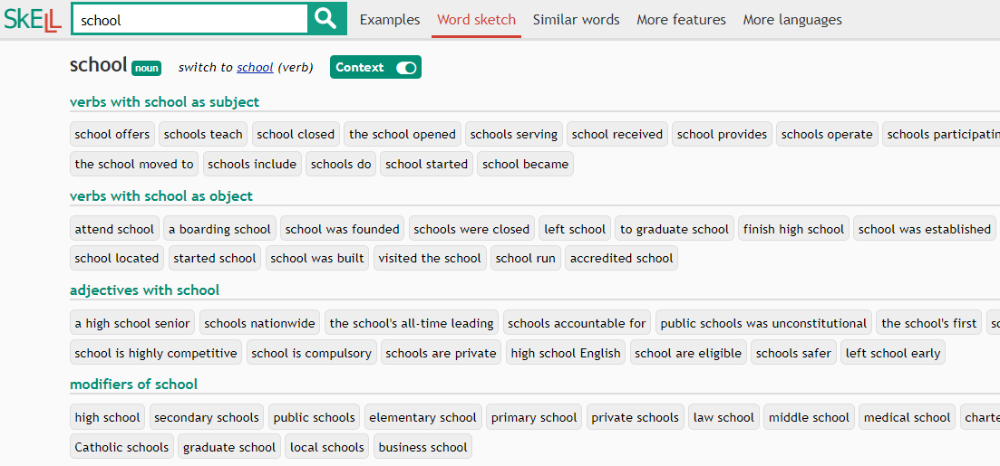 SkELL school Examples Word sketch Similar words More features More languages
school noun switch to school (verb) Context
verbs with school as subject
school offers schools teach school closed the school opened schools serving school received school provides schools operate schools participatin
the school moved to schools include schools do school started school became
verbs with school as object
attend school a boarding school school was founded schools were closed left school to graduate school finish high school school was established
school located started school school was built visited the school school run accredited school
adjectives with school
a high school senior schools nationwide the school's all-time leading schools accountable for public schools was unconstitutional the school's first
school is highly competitive school is compulsory schools are private high school English school are eligible schools safer left school early
modifiers of school
high school secondary schools public schools elementary school primary school private schools law school middle school medical school charte
Catholic schools graduate school local schools business school